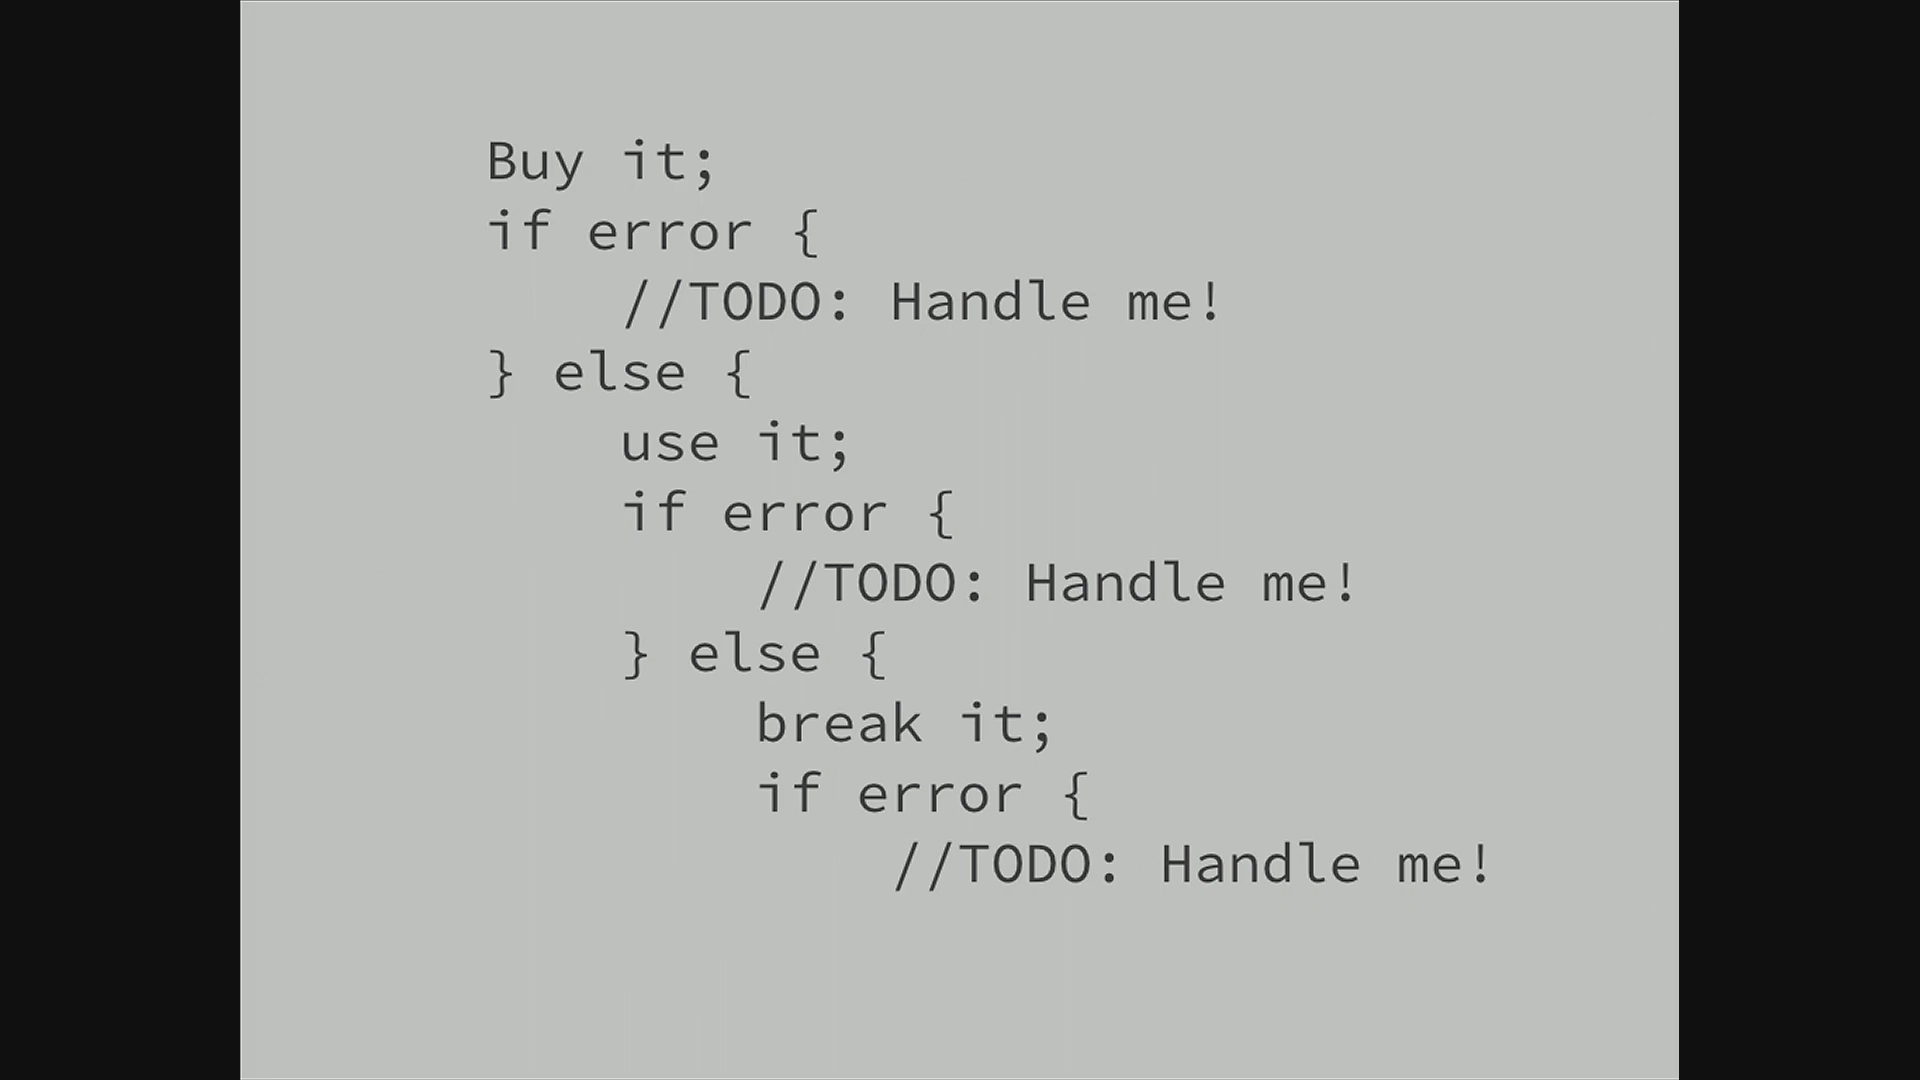 Buy it;
if error {
    //TODO: Handle me!
} else {
    use it;
    if error {
        //TODO: Handle me!
    } else {
        break it;
        if error {
            //TODO: Handle me!